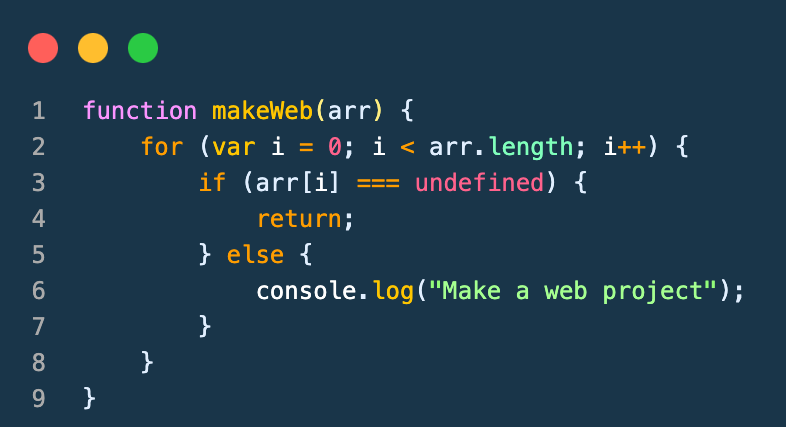 1 function makeWeb(arr) {
2     for (var i = 0; i < arr.length; i++) {
3         if (arr[i] === undefined) {
4             return;
5         } else {
6             console.log("Make a web project");
7         }
8     }
9 }